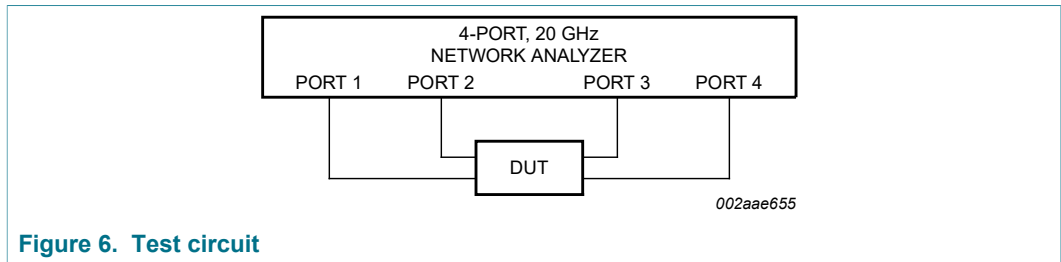 4-PORT, 20 GHz
NETWORK ANALYZER
PORT 1 PORT 2 PORT 3 PORT 4
DUT
002aae655
Figure 6. Test circuit